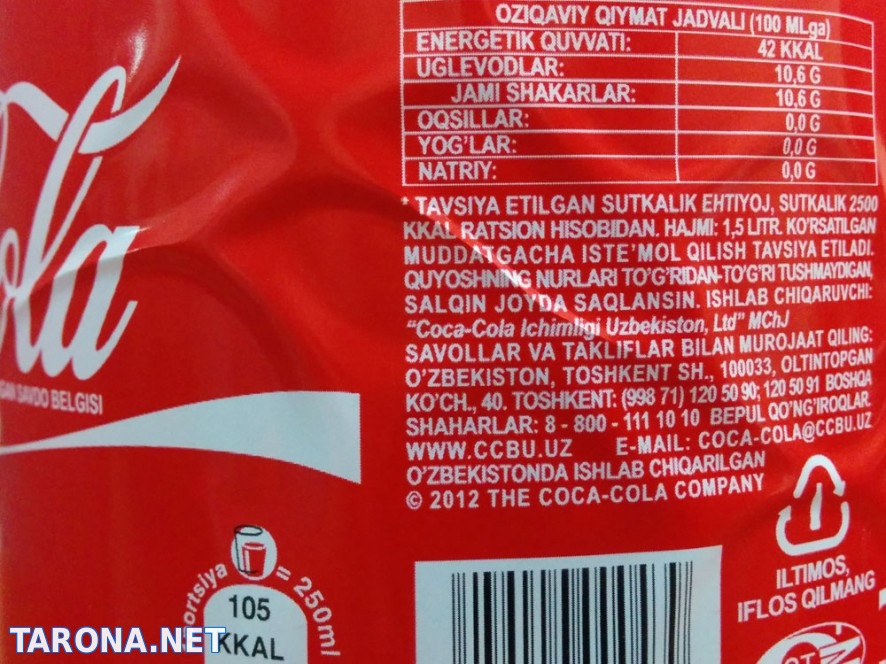 OZIQAVIY QIYMAT JADVALI (100 MLga)
ENERGETIK QUVVATI: 42 KKAL
UGLEVODLAR: 10,6 G
JAMI SHAKARLAR: 10,6 G
OQSILLAR: 0,0 G
YOG'LAR: 0,0 G
NATRIY: 0,0 G
* TAVSIYA ETILGAN SUTKALIK EHTIYOJ, SUTKALIK 2500
KKAL RATSION HISOBIDAN. HAJMI: 1,5 LITR. KO'RSATILGAN
MUDDATGACHA ISTE'MOL QILISH TAVSIYA ETILADI.
QUYOSHNING NURLARI TO'G'RIDAN-TO'G'RI TUSHMAYDIGAN,
SALQIN JOYDA SAQLANSIN. ISHLAB CHIQARUVCHI:
"Coca-Cola Ichimligi Uzbekiston, Ltd" MChJ
SAVOLLAR VA TAKLIFLAR BILAN MUROJAAT QILING:
O'ZBEKISTON, TOSHKENT SH., 100033, OLTINTOPGAN
KO'CH., 40. TOSHKENT: (998 71) 120 50 90; 120 50 91 BOSHQA
SHAHARLAR: 8 - 800 - 111 10 10 BEPUL QO'NG'IROQLAR.
WWW.CCBU.UZ E-MAIL: COCA-COLA@CCBU.UZ
O'ZBEKISTONDA ISHLAB CHIQARILGAN
© 2012 THE COCA-COLA COMPANY
ola
GAN SAVDO BELGISI
ortsiya = 250ml
105
KKAL
ILTIMOS,
IFLOS QILMANG
TARONA.NET